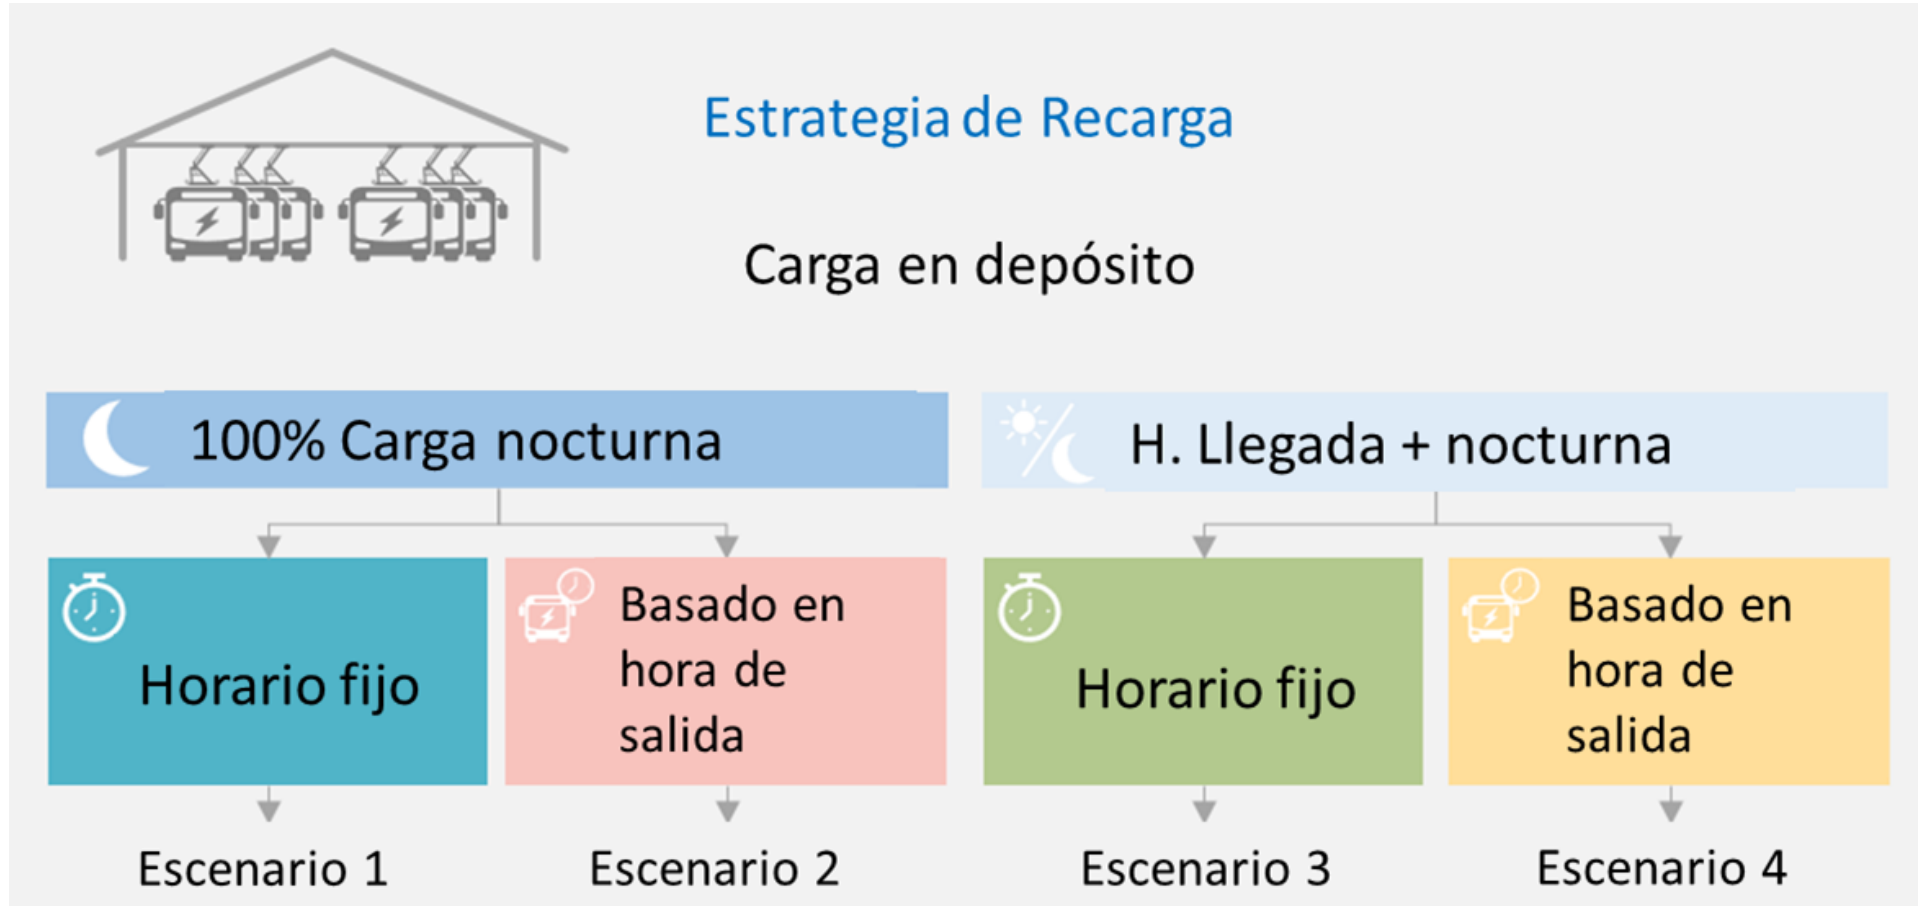 Estrategia de Recarga
Carga en depósito
100% Carga nocturna
H. Llegada + nocturna
Horario fijo
Basado en
hora de
salida
Horario fijo
Basado en
hora de
salida
Escenario 1
Escenario 2
Escenario 3
Escenario 4